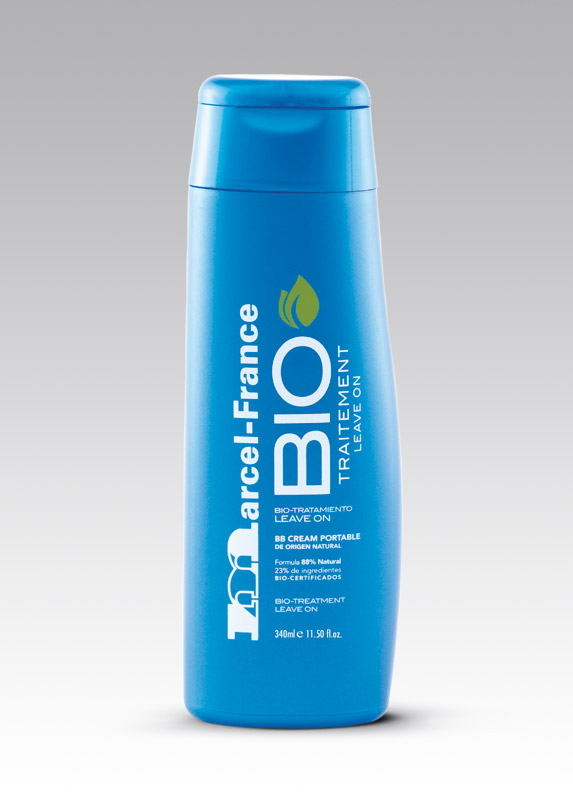 marcel-France
BIO
TRAITEMENT
LEAVE ON
BIO-TRATAMIENTO
LEAVE ON
BB CREAM PORTABLE
DE ORIGEN NATURAL
Formula 88% Natural
23% de ingredientes
BIO-CERTIFICADOS
BIO-TREATMENT
LEAVE ON
340ml e 11.50 fl.oz.